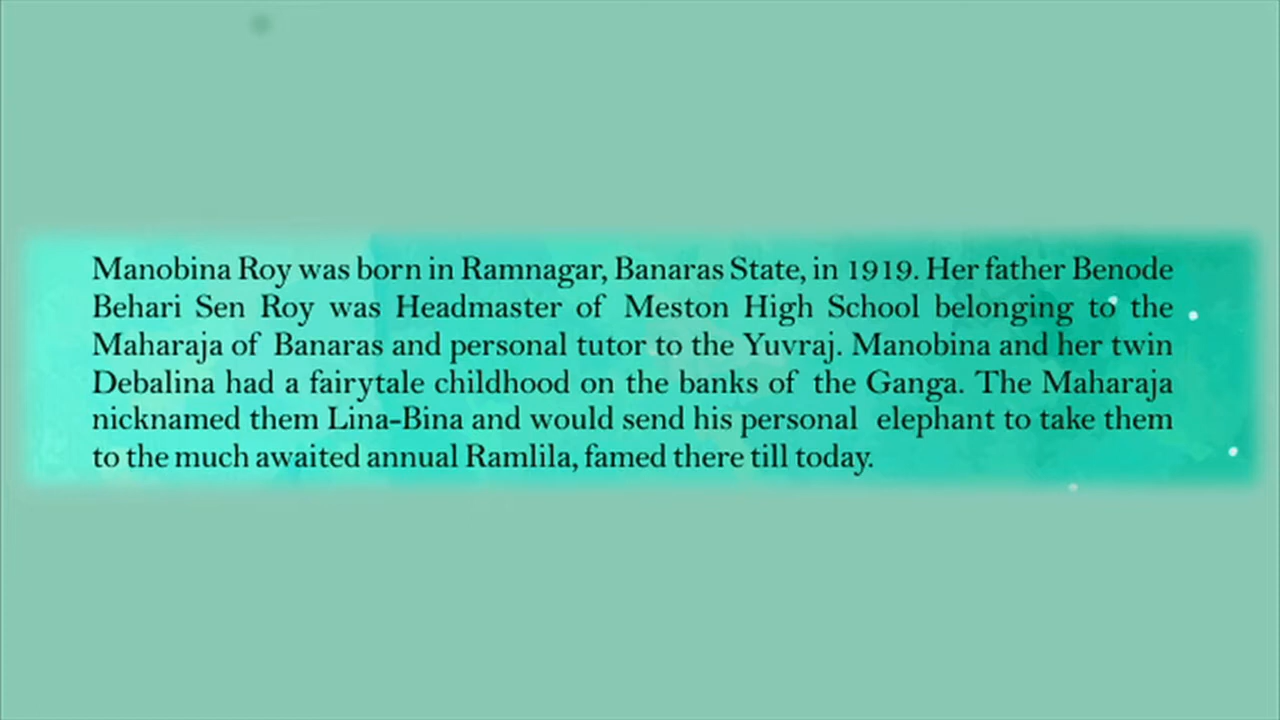 Manobina Roy was born in Ramnagar, Banaras State, in 1919. Her father Benode
Behari Sen Roy was Headmaster of Meston High School belonging to the
Maharaja of Banaras and personal tutor to the Yuvraj. Manobina and her twin
Debalina had a fairytale childhood on the banks of the Ganga. The Maharaja
nicknamed them Lina-Bina and would send his personal elephant to take them
to the much awaited annual Ramlila, famed there till today.